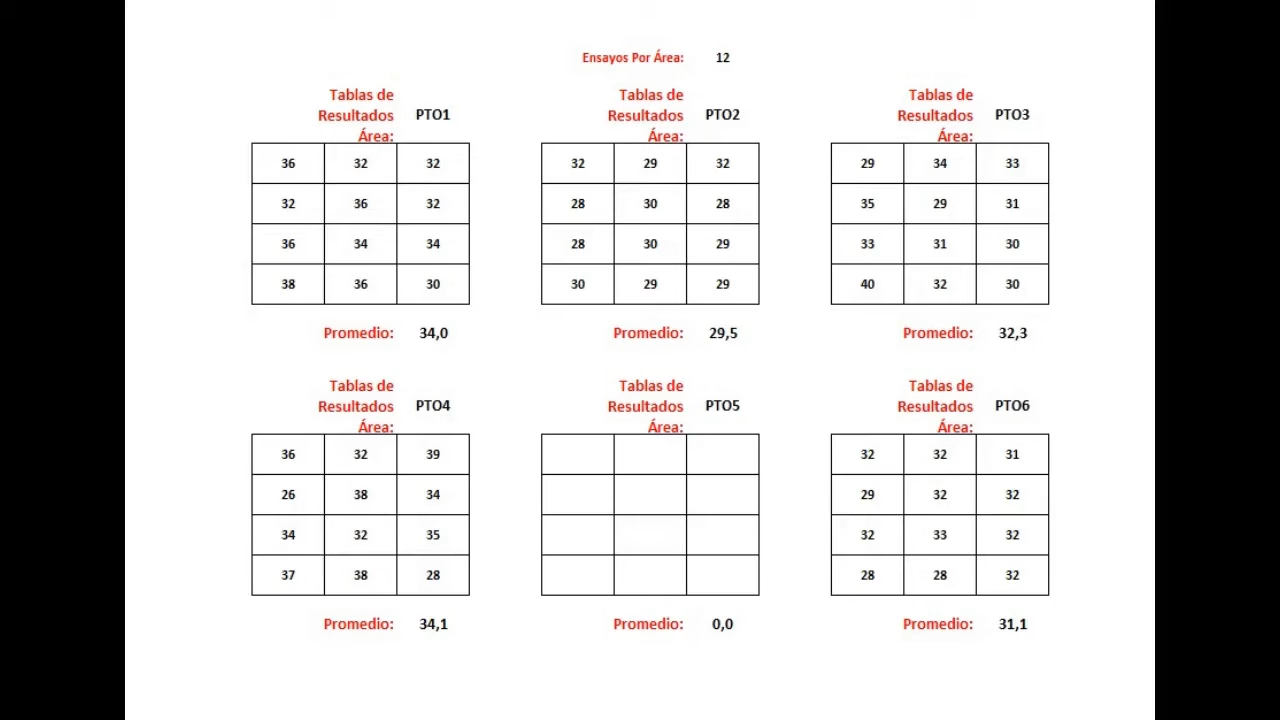 Ensayos Por Área: 12
Tablas de Resultados Área: PTO1
36 32 32
32 36 32
36 34 34
38 36 30
Promedio: 34,0
Tablas de Resultados Área: PTO2
32 29 32
28 30 28
28 30 29
30 29 29
Promedio: 29,5
Tablas de Resultados Área: PTO3
29 34 33
35 29 31
33 31 30
40 32 30
Promedio: 32,3
Tablas de Resultados Área: PTO4
36 32 39
26 38 34
34 32 35
37 38 28
Promedio: 34,1
Tablas de Resultados Área: PTO5
Promedio: 0,0
Tablas de Resultados Área: PTO6
32 32 31
29 32 32
32 33 32
28 28 32
Promedio: 31,1